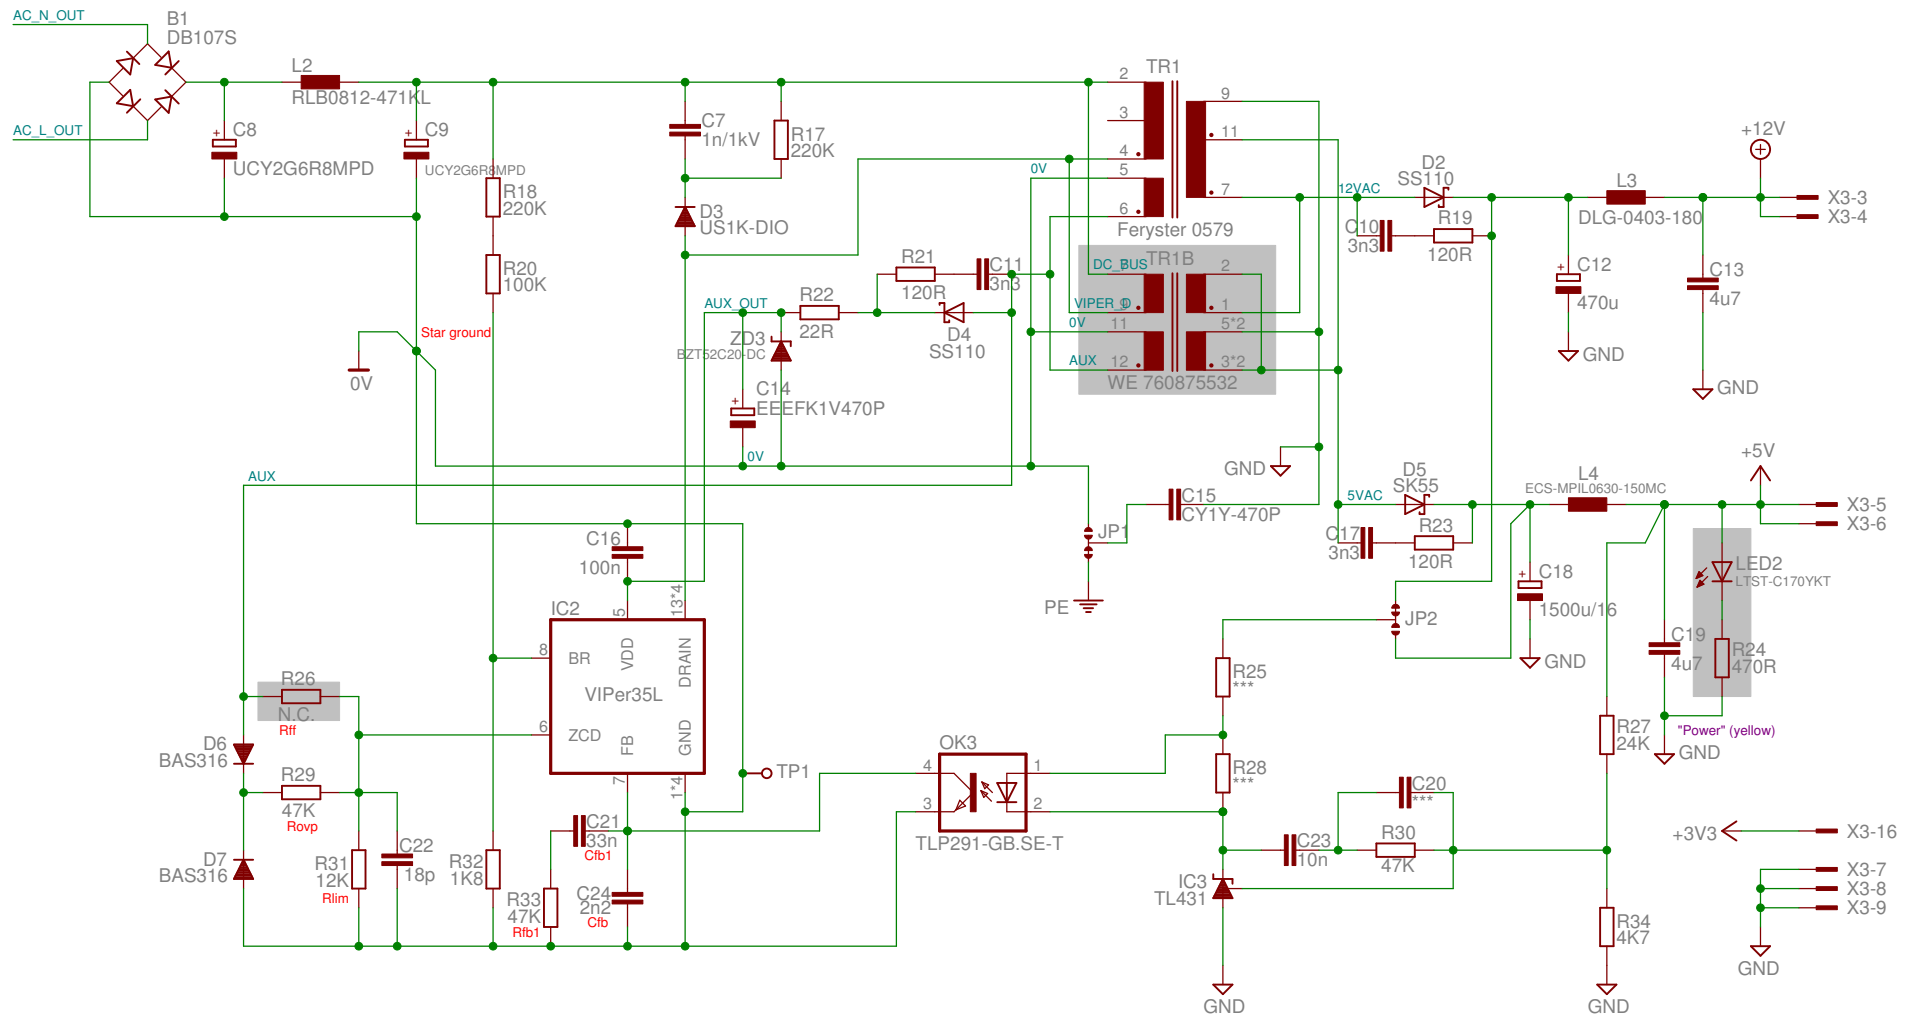 AC_N_OUT
B1
DB107S
AC_L_OUT
L2
RLB0812-471KL
C8
UCY2G6R8MPD
C9
UCY2G6R8MPD
R18
220K
R20
100K
C7
1n/1kV
R17
220K
D3
US1K-DIO
TR1
2
3
4
5
6
9
11
7
Feryster 0579
0V
TR1B
DC_BUS
VIPER_D
0V
11
AUX
12
2
1
5*2
3*2
WE 760875532
R21
120R
C11
3n3
D4
SS110
AUX_OUT
R22
22R
ZD3
BZT52C20-DC
C14
EEEFK1V470P
0V
Star ground
0V
AUX
12VAC
D2
SS110
C10
3n3
R19
120R
L3
DLG-0403-180
+12V
X3-3
X3-4
C12
470u
GND
C13
4u7
GND
GND
C15
CY1Y-470P
JP1
PE
5VAC
D5
SK55
C17
3n3
R23
120R
L4
ECS-MPIL0630-150MC
+5V
X3-5
X3-6
C18
1500u/16
GND
JP2
LED2
LTST-C170YKT
C19
4u7
R24
470R
"Power" (yellow)
GND
C16
100n
IC2
5
13*4
8
BR
VDD
DRAIN
VIPer35L
6
ZCD
FB
GND
7
1*4
TP1
R26
N.C.
Rff
D6
BAS316
R29
47K
Rovp
D7
BAS316
R31
12K
Rlim
C22
18p
R32
1K8
R33
47K
Rfb1
C21
33n
Cfb1
C24
2n2
Cfb
OK3
4
3
1
2
TLP291-GB.SE-T
R25
***
R28
***
C20
***
C23
10n
R30
47K
IC3
TL431
GND
R27
24K
R34
4K7
GND
+3V3
X3-16
X3-7
X3-8
X3-9
GND